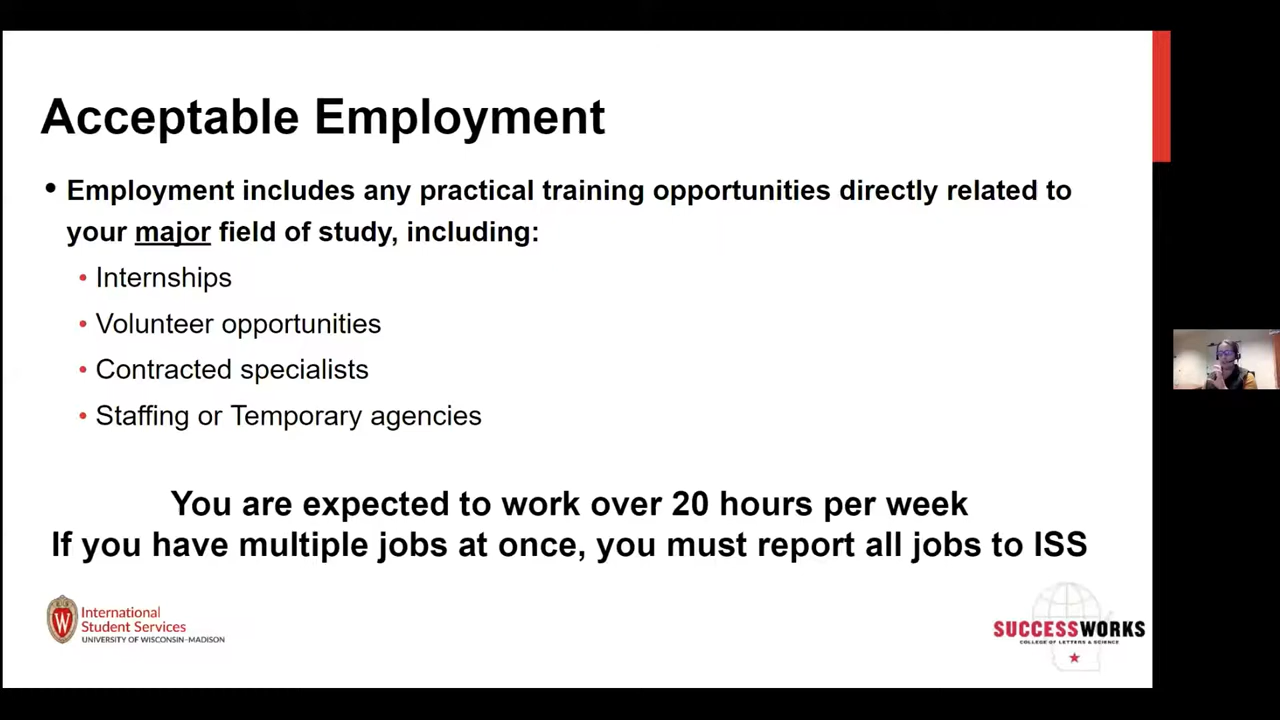 Acceptable Employment
• Employment includes any practical training opportunities directly related to
your major field of study, including:
• Internships
• Volunteer opportunities
• Contracted specialists
• Staffing or Temporary agencies
You are expected to work over 20 hours per week
If you have multiple jobs at once, you must report all jobs to ISS
W
International
Student Services
UNIVERSITY OF WISCONSIN–MADISON
SUCCESSWORKS
COLLEGE OF LETTERS & SCIENCE